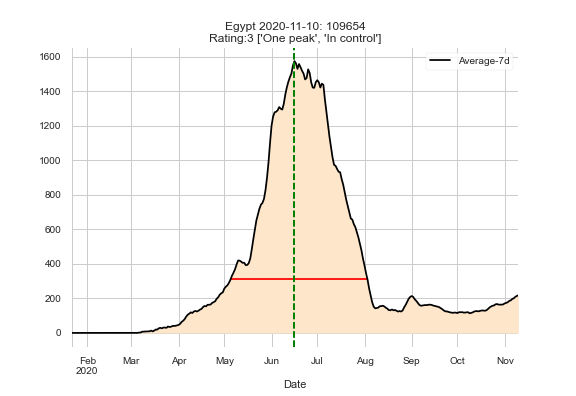 Egypt 2020-11-10: 109654
Rating:3 ['One peak', 'In control']
Average-7d
1600
1400
1200
1000
800
600
400
200
0
Feb Mar Apr May Jun Jul Aug Sep Oct Nov
2020
Date